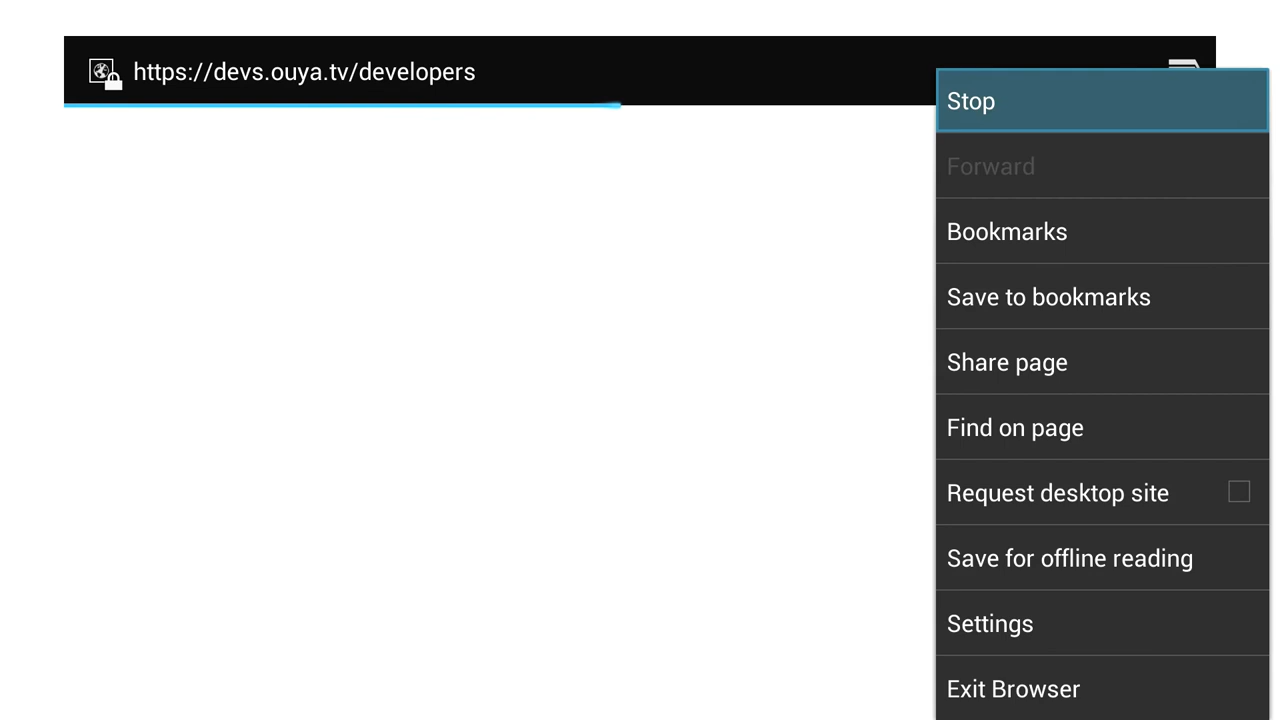 https://devs.ouya.tv/developers
Stop
Forward
Bookmarks
Save to bookmarks
Share page
Find on page
Request desktop site
Save for offline reading
Settings
Exit Browser